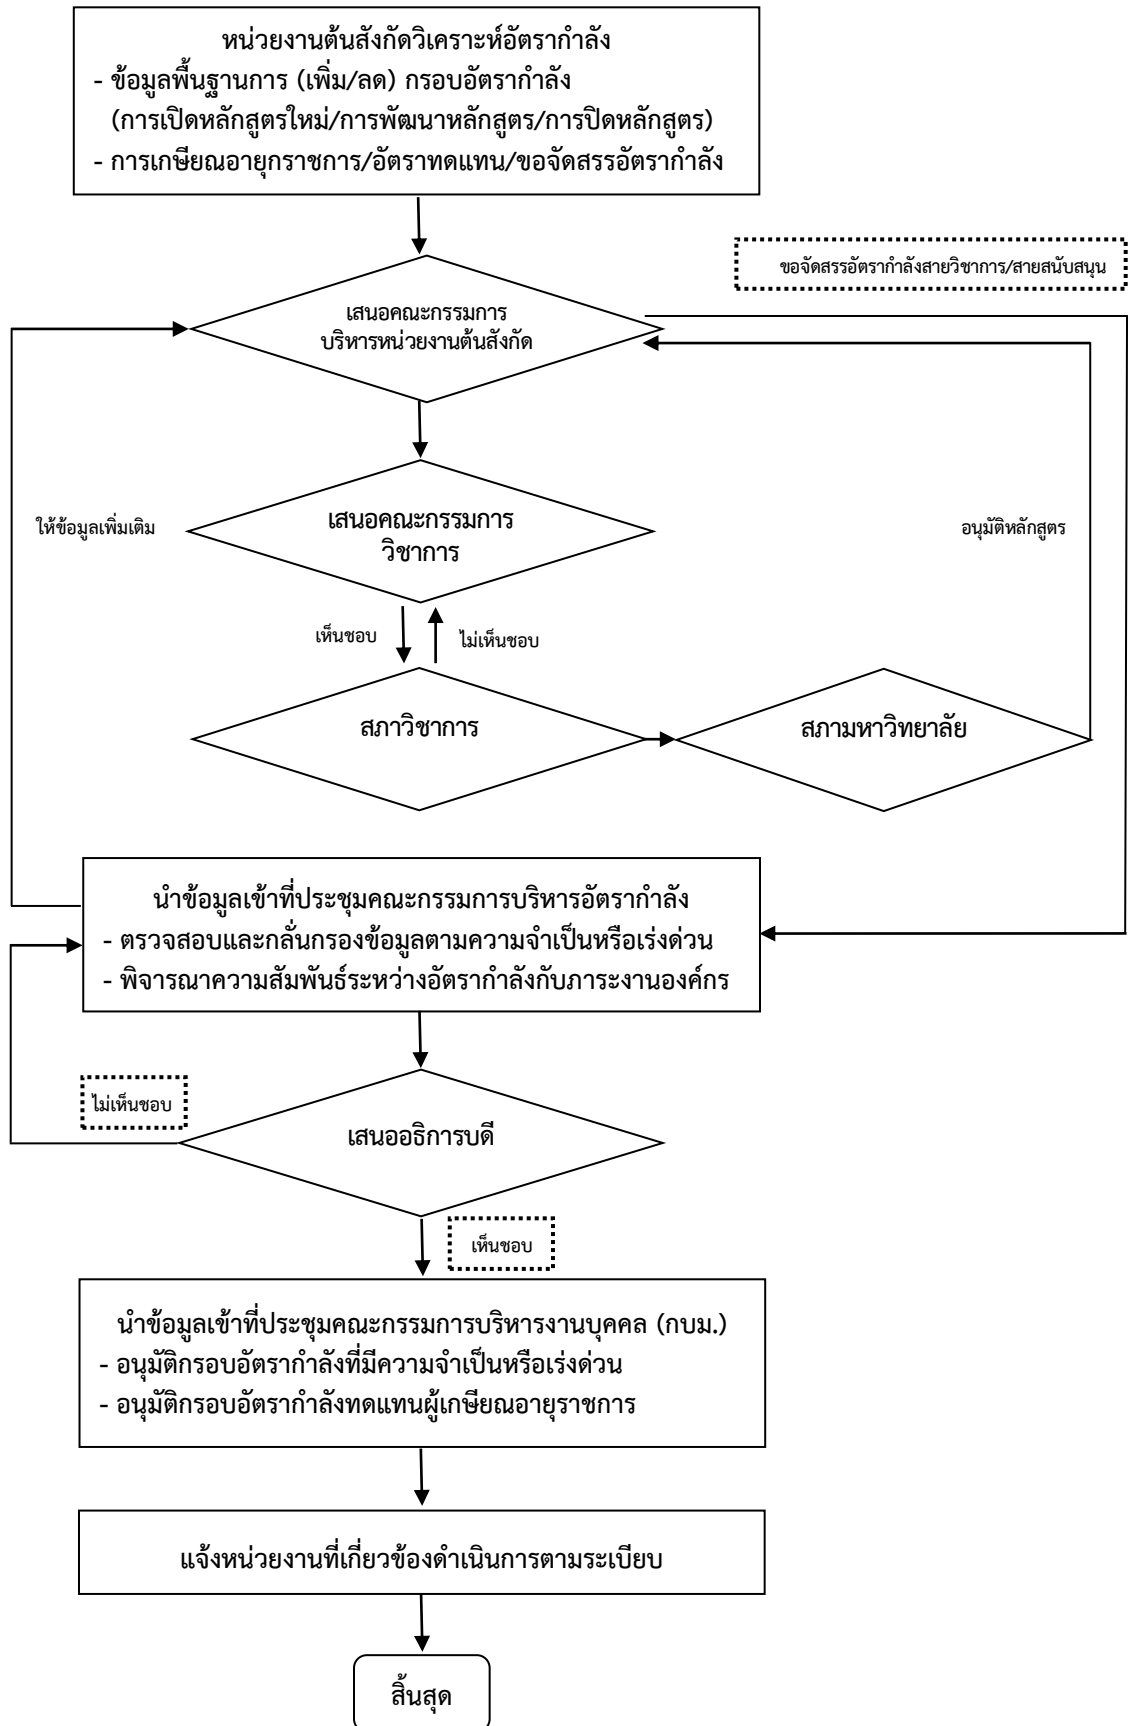 หน่วยงานต้นสังกัดวิเคราะห์อัตรากำลัง
- ข้อมูลพื้นฐานการ (เพิ่ม/ลด) กรอบอัตรากำลัง
(การเปิดหลักสูตรใหม่/การพัฒนาหลักสูตร/การปิดหลักสูตร)
- การเกษียณอายุกราชการ/อัตราทดแทน/ขอจัดสรรอัตรากำลัง
ขอจัดสรรอัตรากำลังสายวิชาการ/สายสนับสนุน
เสนอคณะกรรมการ
บริหารหน่วยงานต้นสังกัด
ให้ข้อมูลเพิ่มเติม
เสนอคณะกรรมการ
วิชาการ
อนุมัติหลักสูตร
เห็นชอบ
ไม่เห็นชอบ
สภาวิชาการ
สภามหาวิทยาลัย
นำข้อมูลเข้าที่ประชุมคณะกรรมการบริหารอัตรากำลัง
- ตรวจสอบและกลั่นกรองข้อมูลตามความจำเป็นหรือเร่งด่วน
- พิจารณาความสัมพันธ์ระหว่างอัตรากำลังกับภาระงานองค์กร
ไม่เห็นชอบ
เสนออธิการบดี
เห็นชอบ
นำข้อมูลเข้าที่ประชุมคณะกรรมการบริหารงานบุคคล (กบม.)
- อนุมัติกรอบอัตรากำลังที่มีความจำเป็นหรือเร่งด่วน
- อนุมัติกรอบอัตรากำลังทดแทนผู้เกษียณอายุราชการ
แจ้งหน่วยงานที่เกี่ยวข้องดำเนินการตามระเบียบ
สิ้นสุด